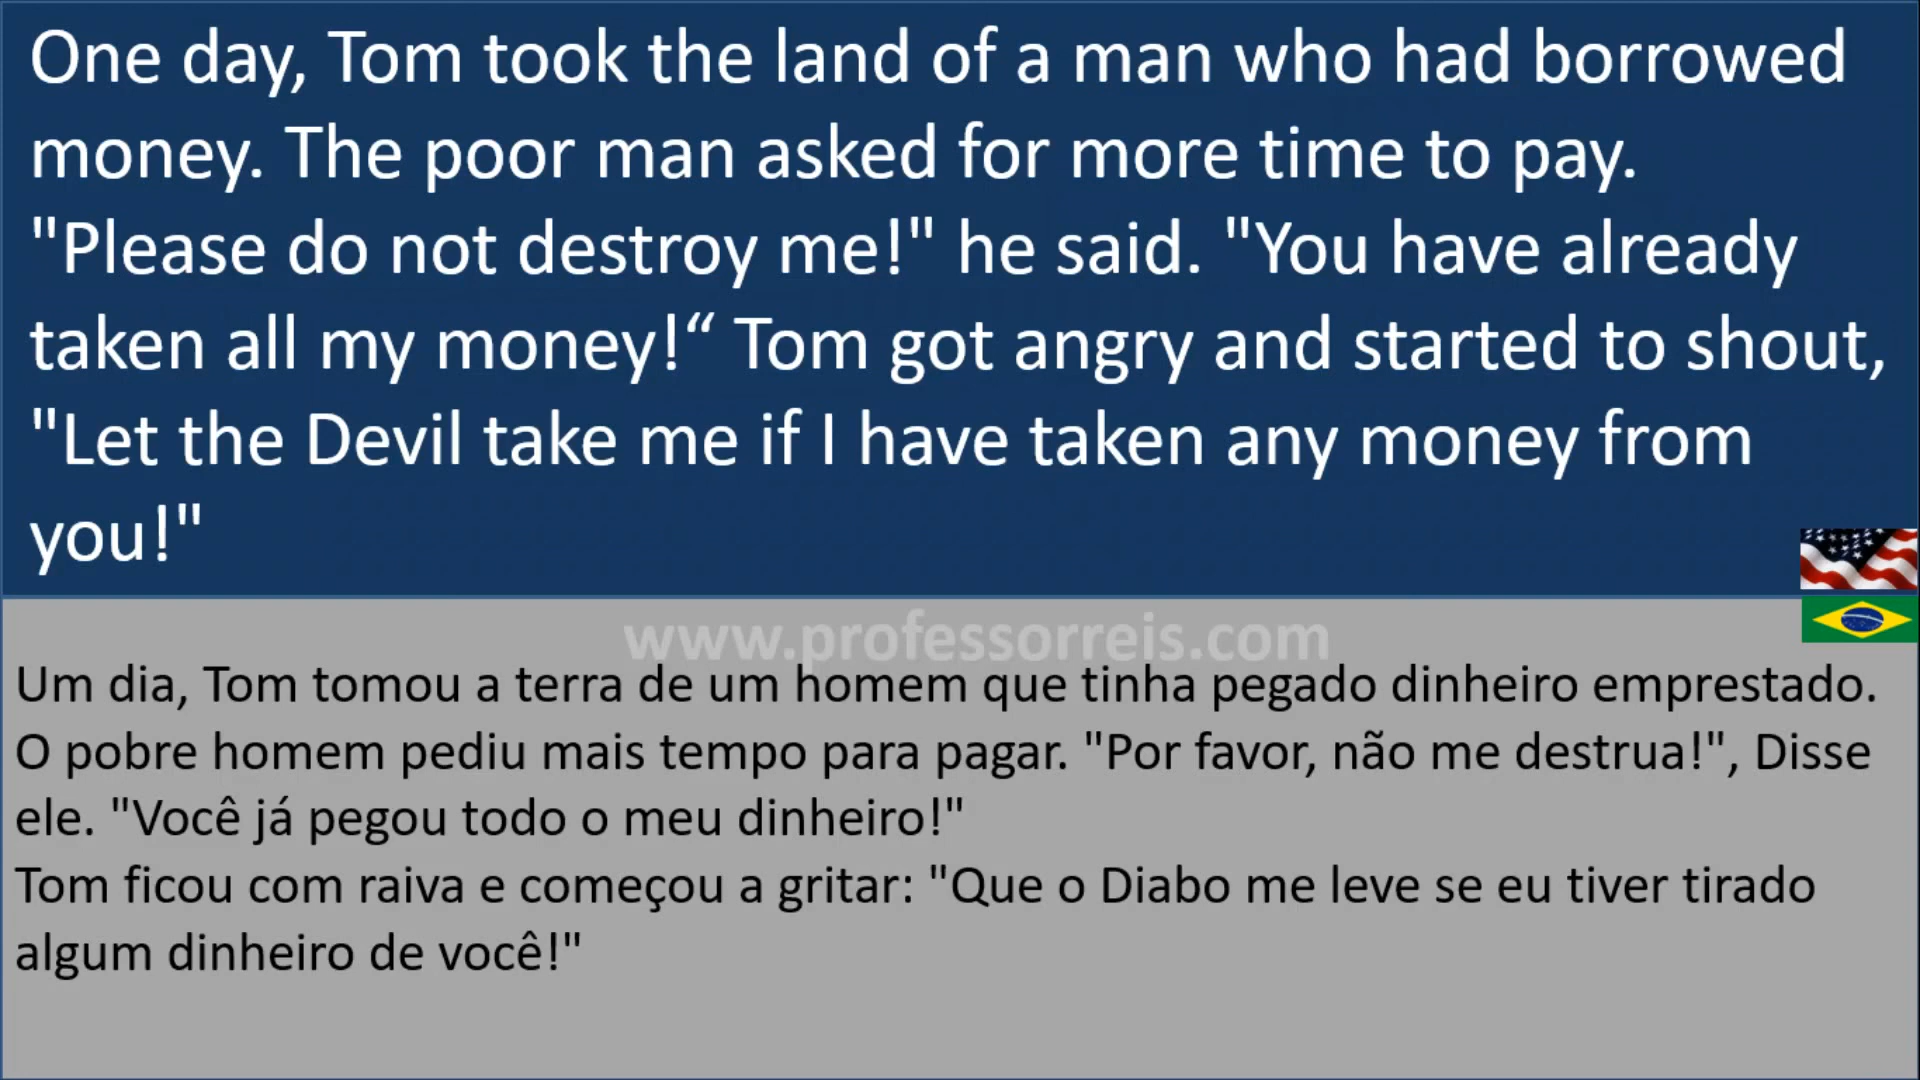 One day, Tom took the land of a man who had borrowed
money. The poor man asked for more time to pay.
"Please do not destroy me!" he said. "You have already
taken all my money!“ Tom got angry and started to shout,
"Let the Devil take me if I have taken any money from
you!"
www.professorreis.com
Um dia, Tom tomou a terra de um homem que tinha pegado dinheiro emprestado.
O pobre homem pediu mais tempo para pagar. "Por favor, não me destrua!", Disse
ele. "Você já pegou todo o meu dinheiro!"
Tom ficou com raiva e começou a gritar: "Que o Diabo me leve se eu tiver tirado
algum dinheiro de você!"